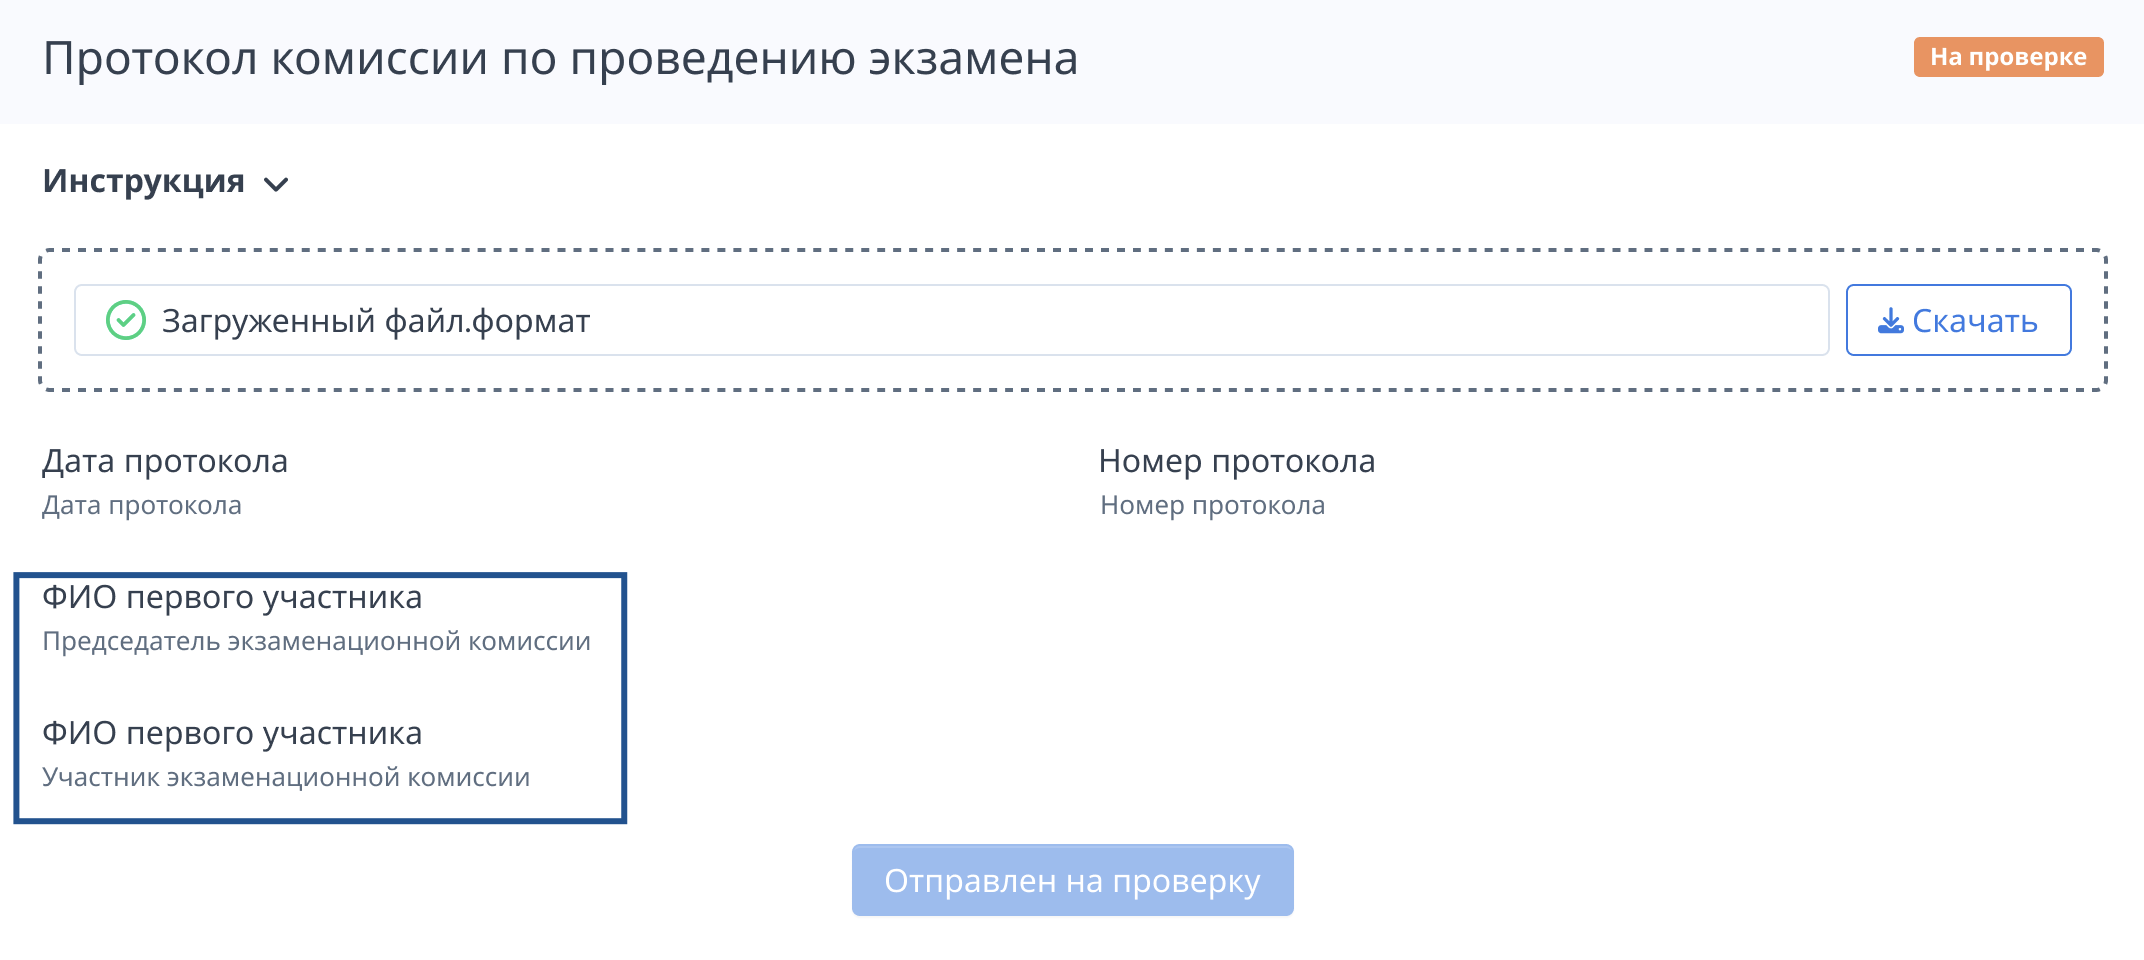 Протокол комиссии по проведению экзамена
На проверке
Инструкция
Загруженный файл.формат
Скачать
Дата протокола
Номер протокола
Дата протокола
Номер протокола
ФИО первого участника
Председатель экзаменационной комиссии
ФИО первого участника
Участник экзаменационной комиссии
Отправлен на проверку